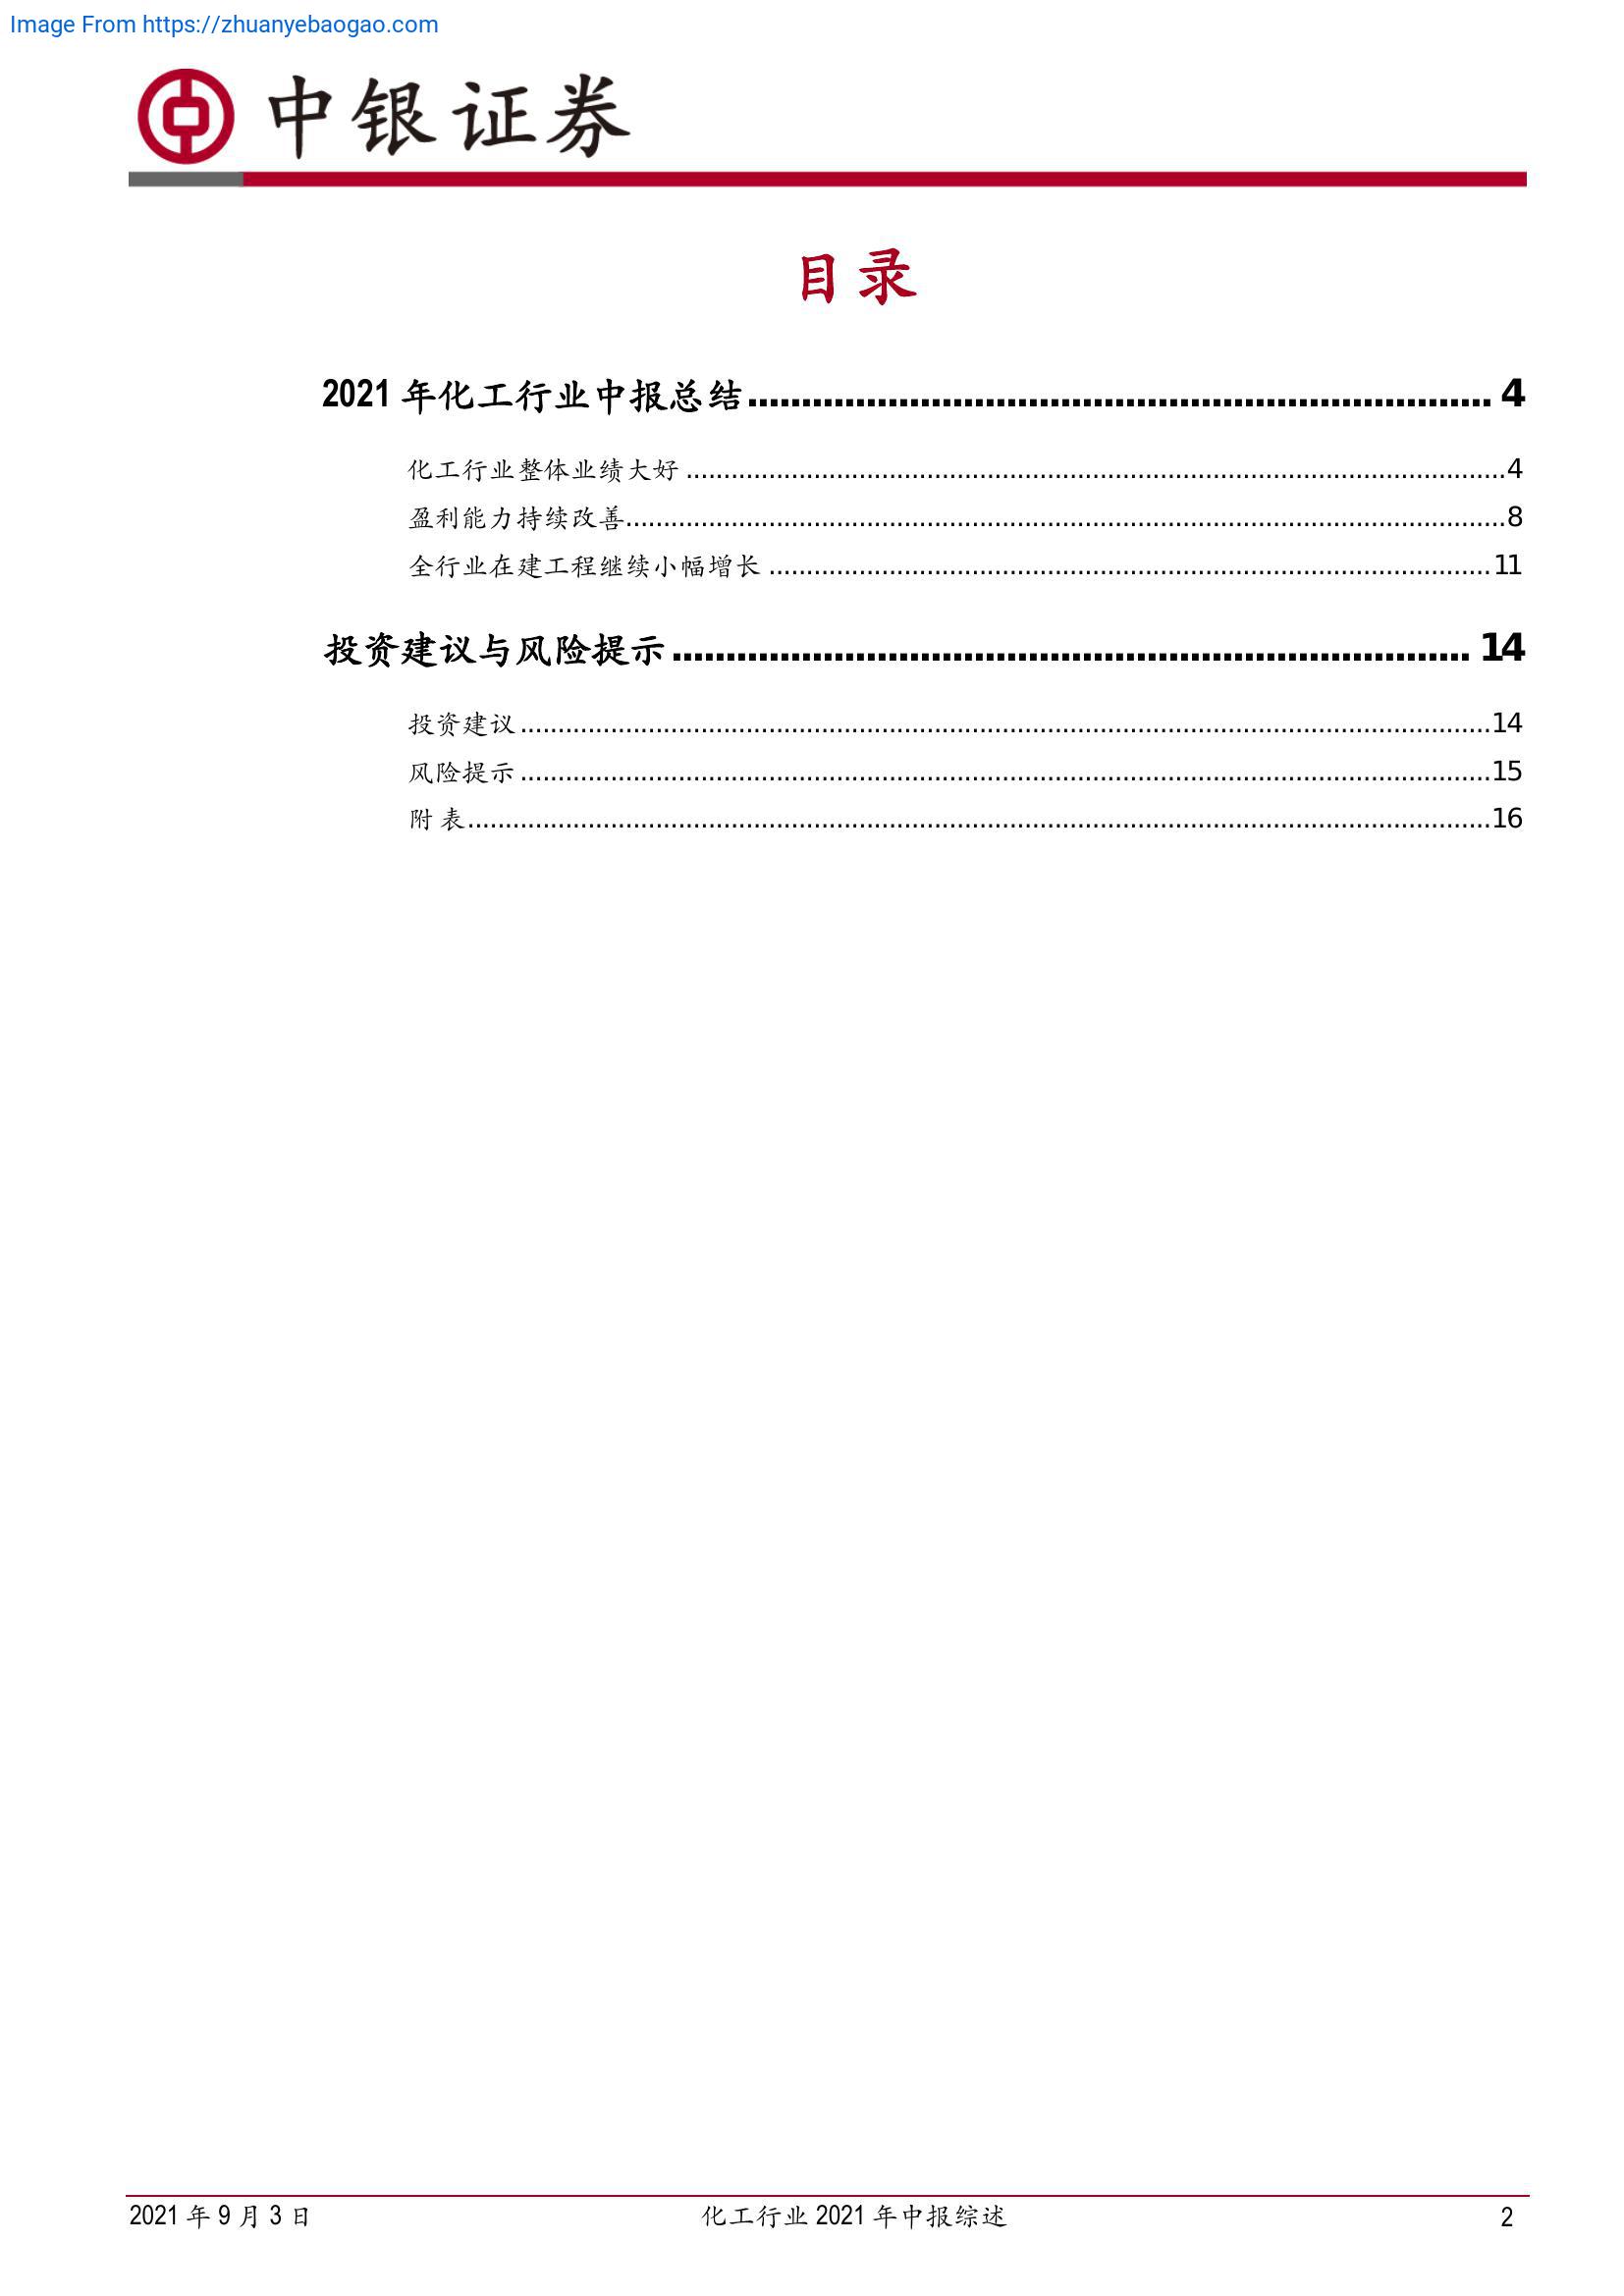 Image From https://zhuanyebaogao.com
中银证券
目录
2021 年化工行业中报总结........................................................................ 4
化工行业整体业绩大好 ................................................................................................................4
盈利能力持续改善........................................................................................................................8
全行业在建工程继续小幅增长 ...................................................................................................11
投资建议与风险提示 ............................................................................. 14
投资建议 .....................................................................................................................................14
风险提示 .....................................................................................................................................15
附 表............................................................................................................................................16
2021 年 9 月 3 日
化工行业 2021 年中报综述
2